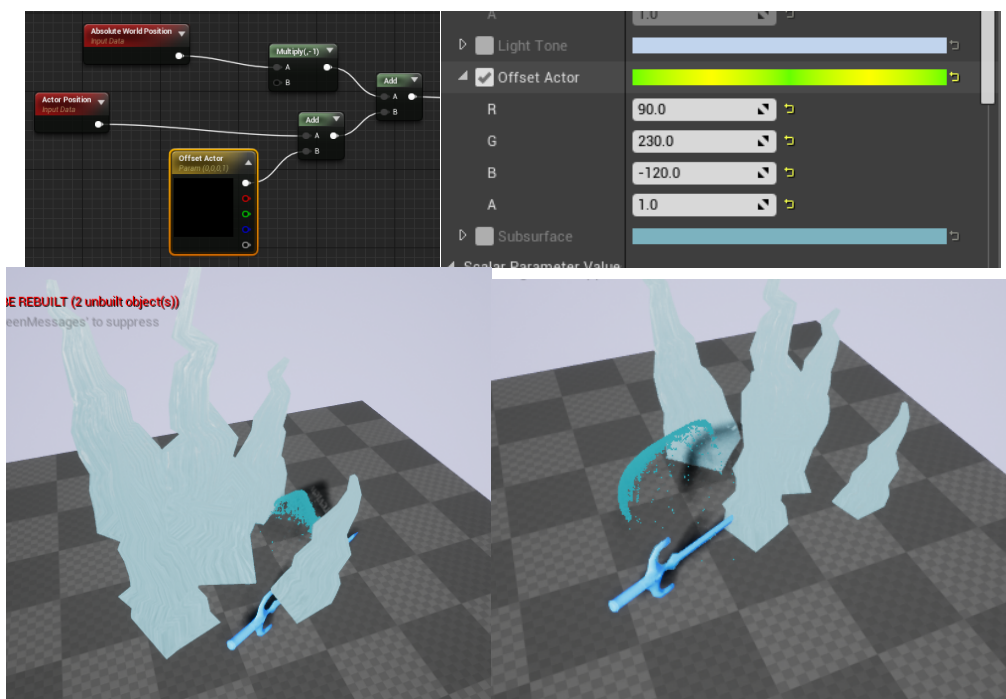 Absolute World Position
Input Data
Multiply(,-1)
A
B
Add
A
B
Actor Position
Input Data
Add
A
B
Offset Actor
Param (0,0,0,1)
A
1.0
Light Tone
Offset Actor
R
90.0
G
230.0
B
-120.0
A
1.0
Subsurface
Scalar Parameter Value
BE REBUILT (2 unbuilt object(s))
eenMessages' to suppress